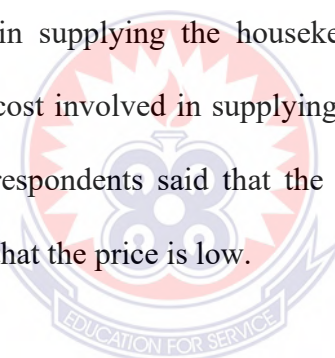 in supplying the houseke
cost involved in supplying
respondents said that the
hat the price is low.
EDUCATION FOR SERVICE